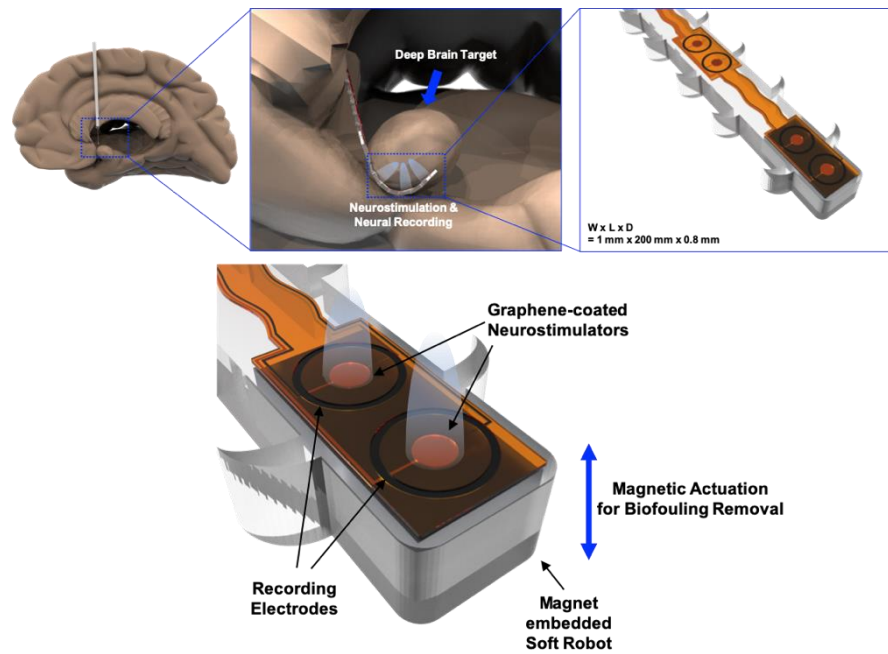 Deep Brain Target
Neurostimulation &
Neural Recording
W x L x D
= 1 mm x 200 mm x 0.8 mm
Graphene-coated
Neurostimulators
Magnetic Actuation
for Biofouling Removal
Recording
Electrodes
Magnet
embedded
Soft Robot